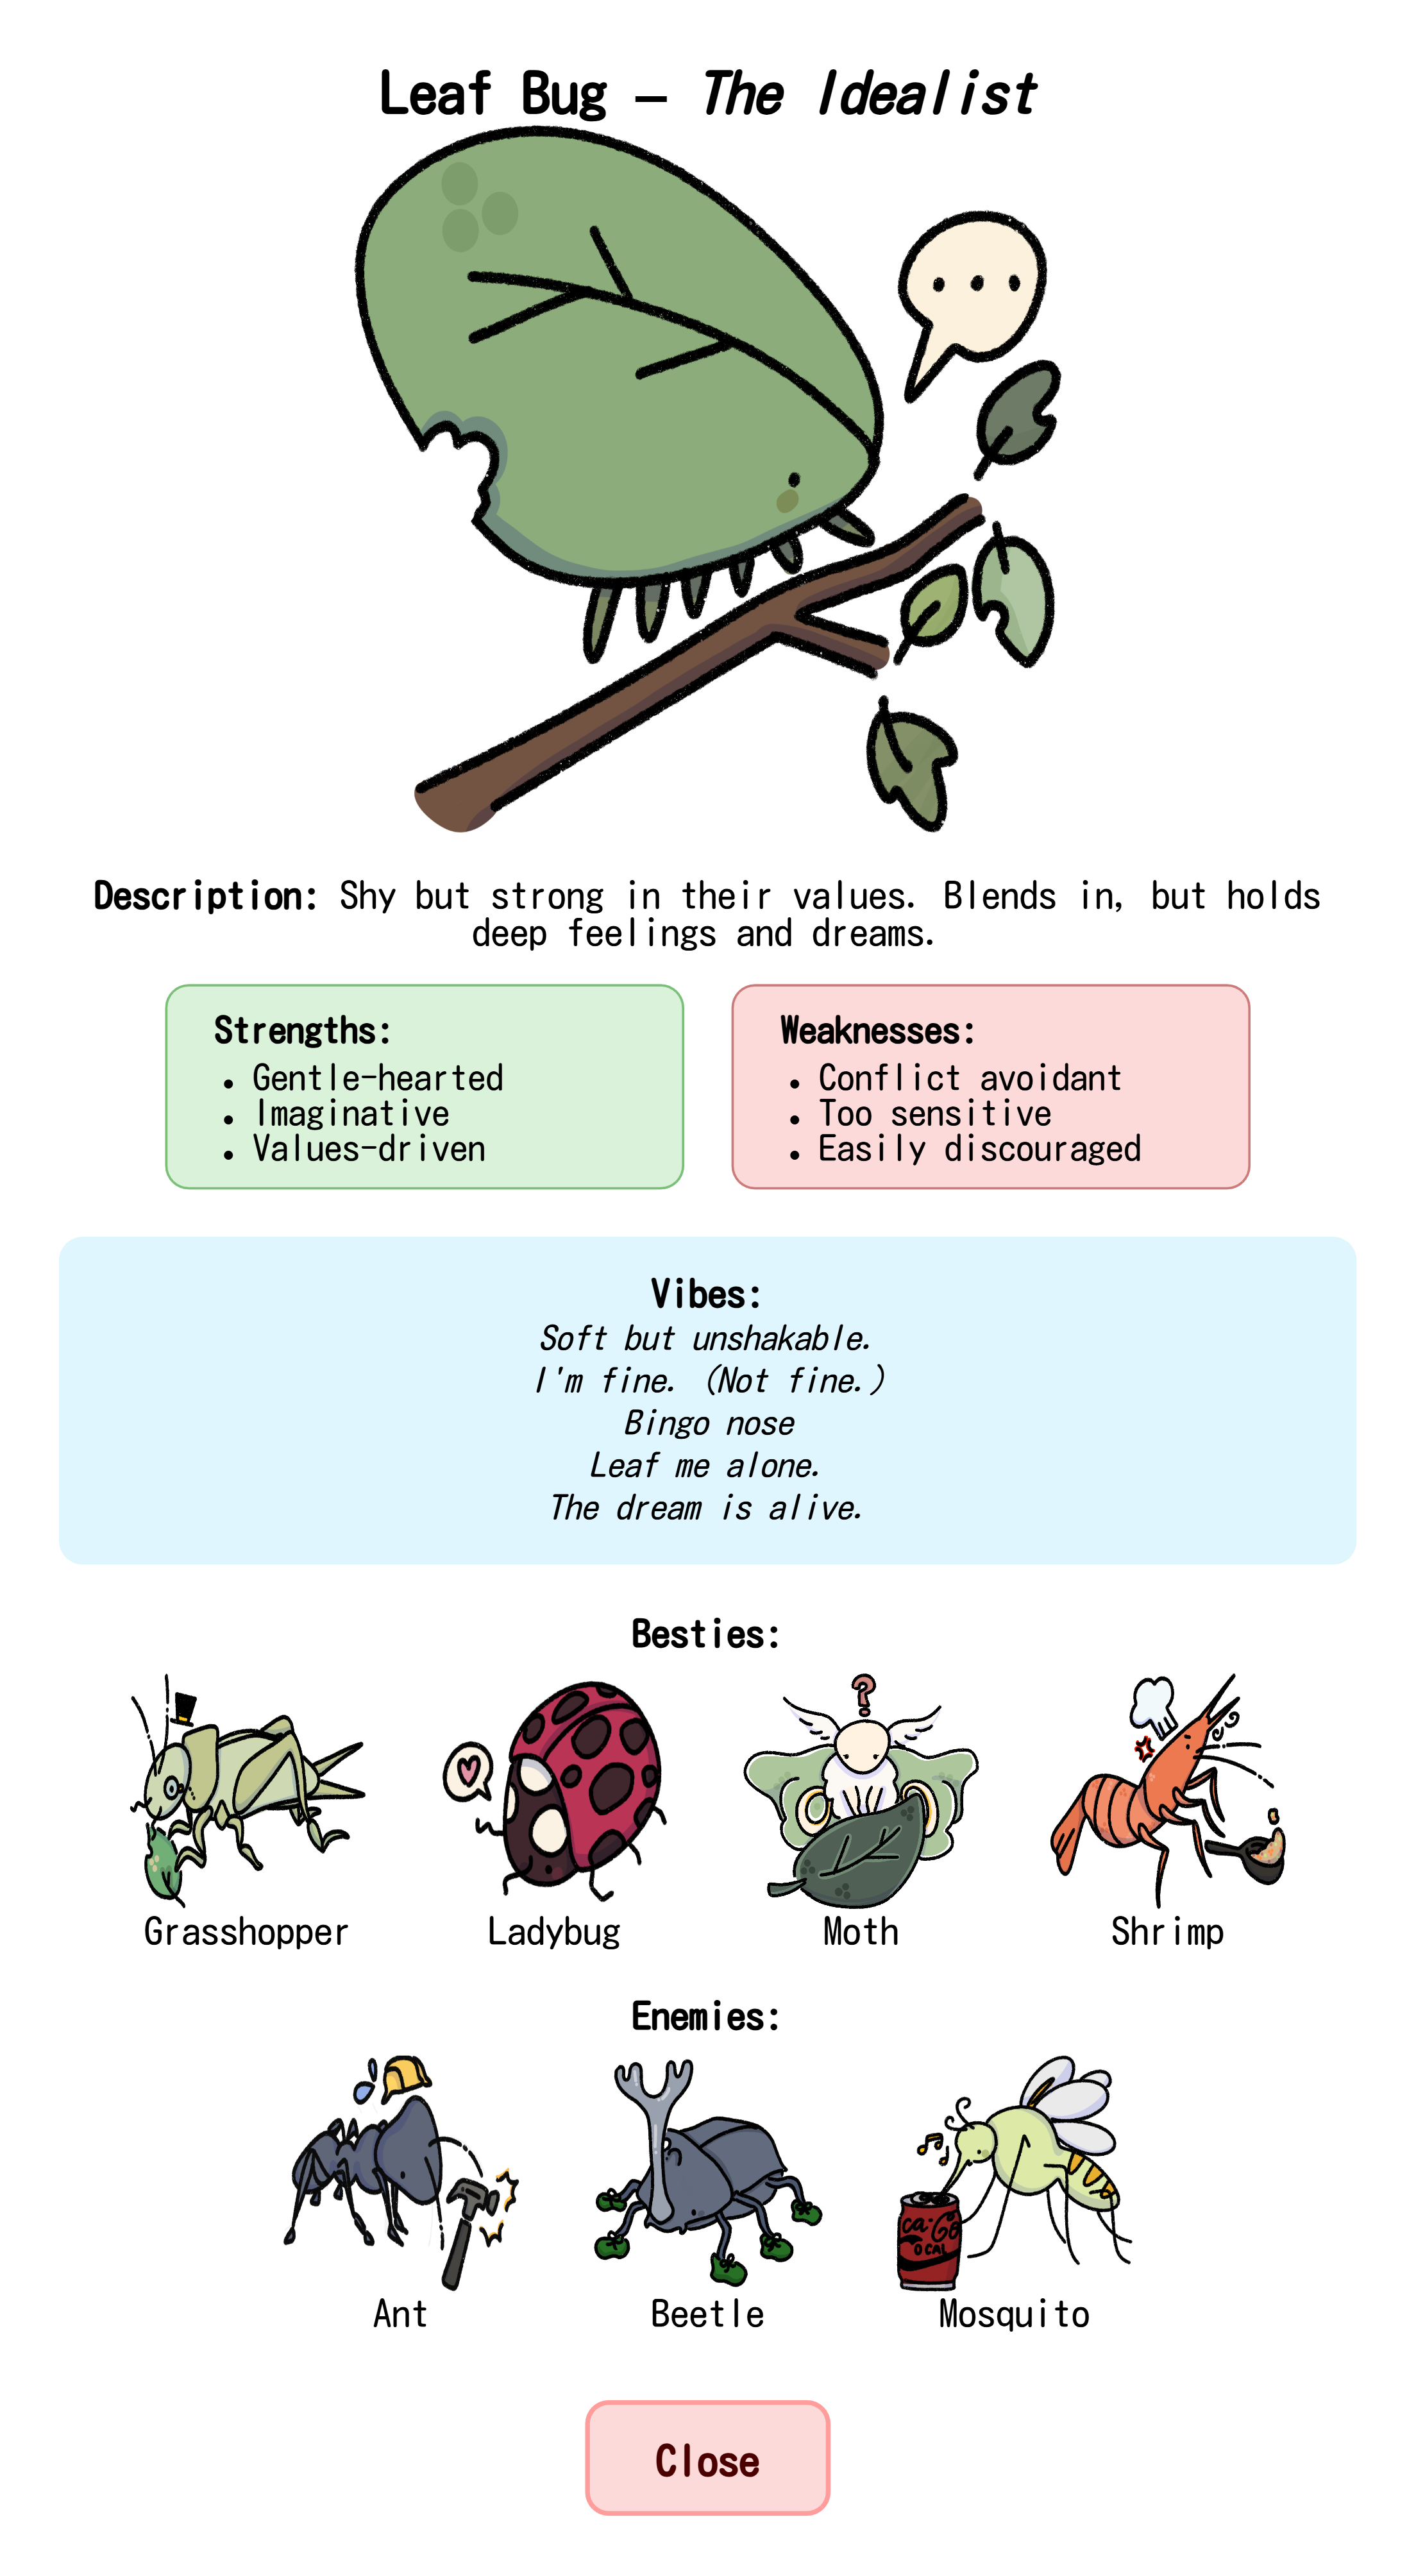 Leaf Bug – The Idealist
...
Description: Shy but strong in their values. Blends in, but holds
deep feelings and dreams.
Strengths:
• Gentle-hearted
• Imaginative
• Values-driven
Weaknesses:
• Conflict avoidant
• Too sensitive
• Easily discouraged
Vibes:
Soft but unshakable.
I'm fine. (Not fine.)
Bingo nose
Leaf me alone.
The dream is alive.
Besties:
?
Grasshopper
Ladybug
Moth
Shrimp
Enemies:
O CAL
Ant
Beetle
Mosquito
Close